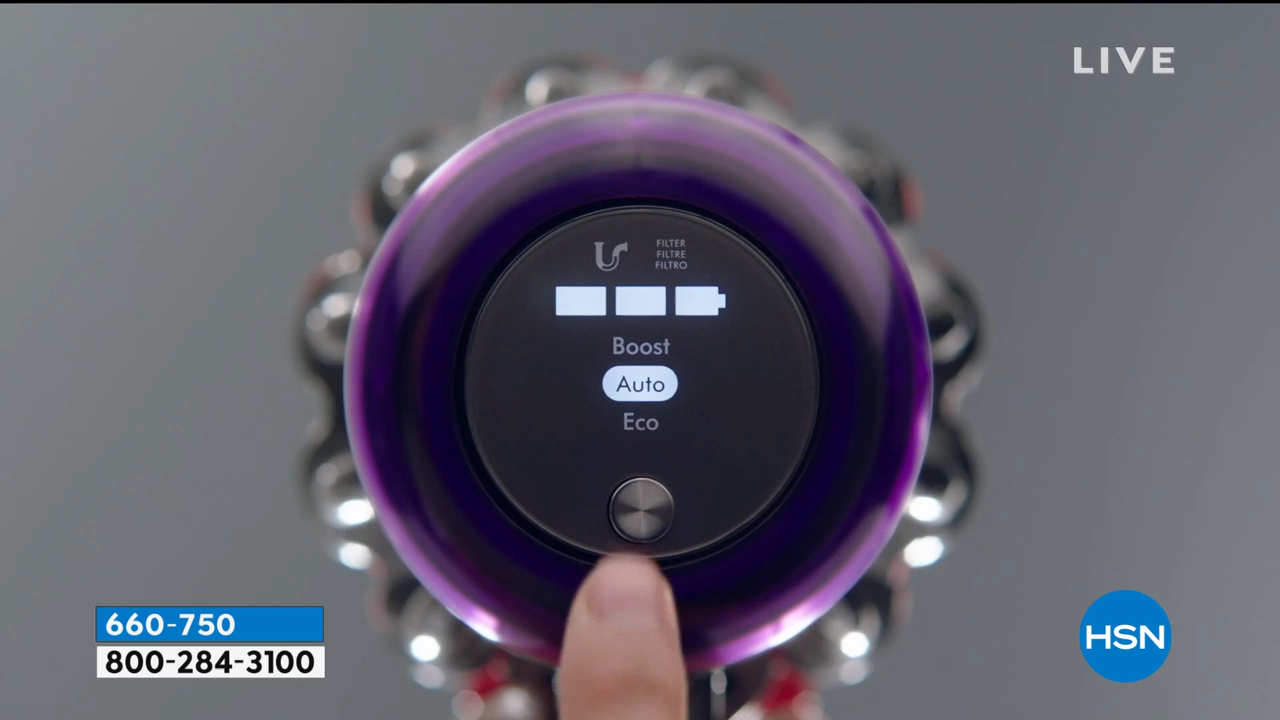 LIVE
FILTER
FILTRE
FILTRO
Boost
Auto
Eco
660-750
800-284-3100
HSN